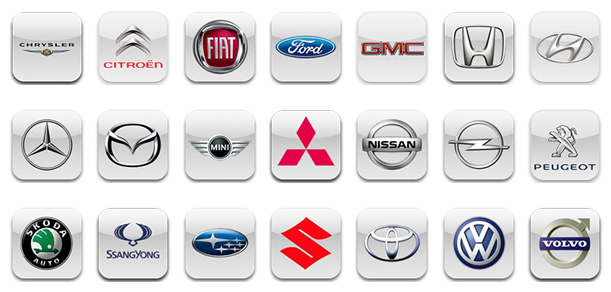 CHRYSLER
CITROËN
FIAT
Ford
GMC
MINI
NISSAN
PEUGEOT
SKODA
AUTO
SSANGYONG
VOLVO